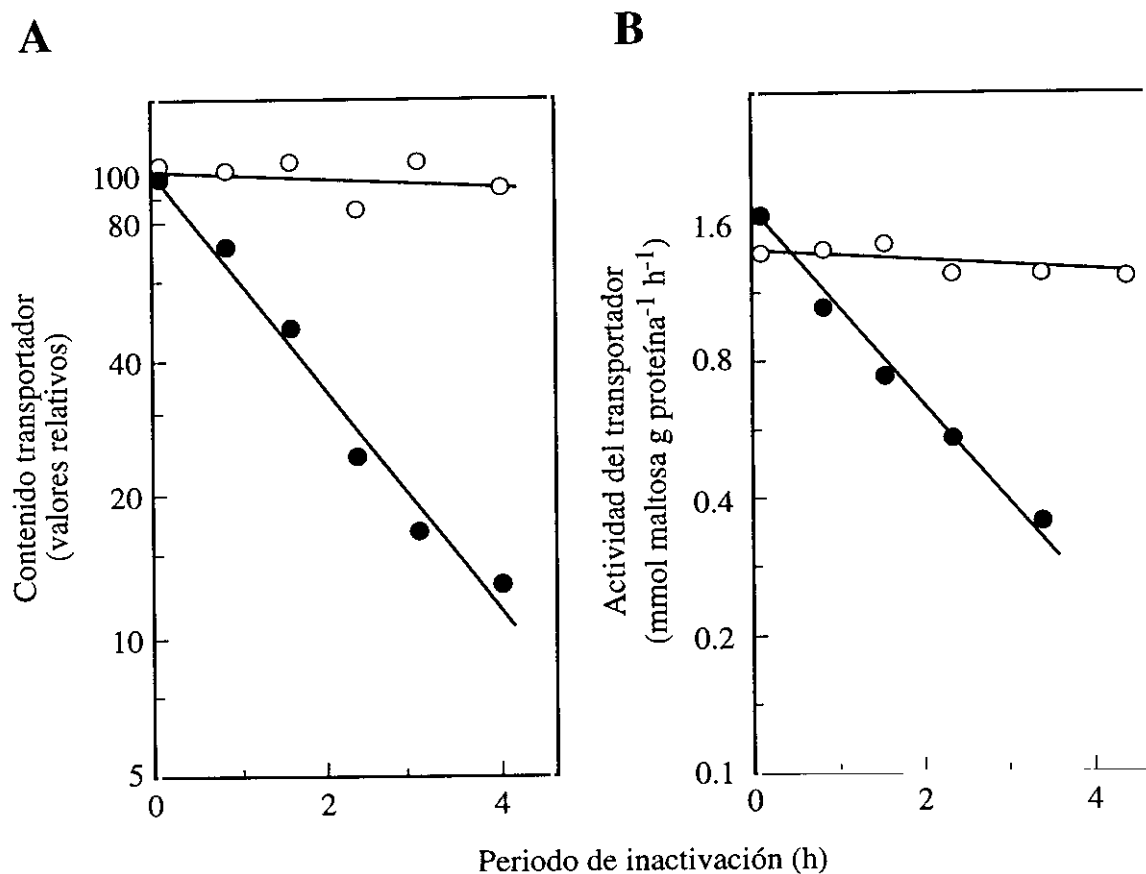 A
B
100
80
40
20
10
5
0
2
4
Contenido transportador
(valores relativos)
1.6
0.8
0.4
0.2
0.1
0
2
4
Actividad del transportador
(mmol maltosa g proteína⁻¹ h⁻¹)
Periodo de inactivación (h)